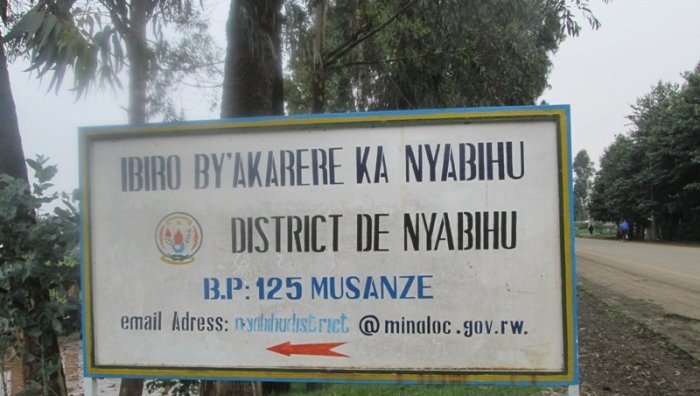 IBIRO BY'AKARERE KA NYABIHU
DISTRICT DE NYABIHU
B.P: 125 MUSANZE
email Adress: nyabihudistrict @minaloc.gov.rw.